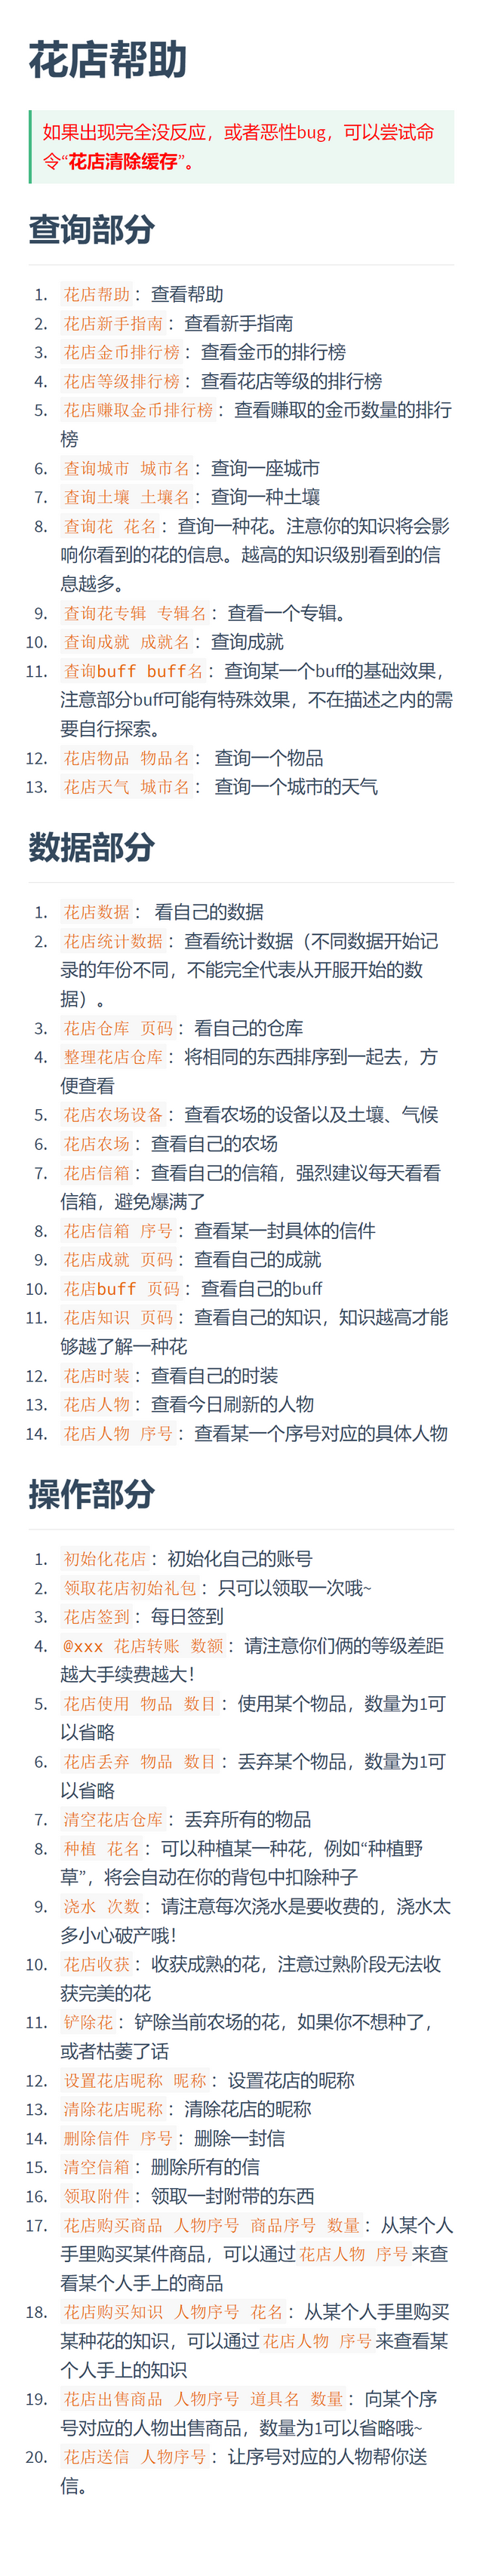 花店帮助
如果出现完全没反应，或者恶性bug，可以尝试命
令“花店清除缓存”。
查询部分
1. 花店帮助：查看帮助
2. 花店新手指南：查看新手指南
3. 花店金币排行榜：查看金币的排行榜
4. 花店等级排行榜：查看花店等级的排行榜
5. 花店赚取金币排行榜：查看赚取的金币数量的排行
榜
6. 查询城市 城市名：查询一座城市
7. 查询土壤 土壤名：查询一种土壤
8. 查询花 花名：查询一种花。注意你的知识将会影
响你看到的花的信息。越高的知识级别看到的信
息越多。
9. 查询花专辑 专辑名：查看一个专辑。
10. 查询成就 成就名：查询成就
11. 查询buff buff名：查询某一个buff的基础效果，
注意部分buff可能有特殊效果，不在描述之内的需
要自行探索。
12. 花店物品 物品名： 查询一个物品
13. 花店天气 城市名： 查询一个城市的天气
数据部分
1. 花店数据： 看自己的数据
2. 花店统计数据：查看统计数据（不同数据开始记
录的年份不同，不能完全代表从开服开始的数
据）。
3. 花店仓库 页码：看自己的仓库
4. 整理花店仓库：将相同的东西排序到一起去，方
便查看
5. 花店农场设备：查看农场的设备以及土壤、气候
6. 花店农场：查看自己的农场
7. 花店信箱：查看自己的信箱，强烈建议每天看看
信箱，避免爆满了
8. 花店信箱 序号：查看某一封具体的信件
9. 花店成就 页码：查看自己的成就
10. 花店buff 页码：查看自己的buff
11. 花店知识 页码：查看自己的知识，知识越高才能
够越了解一种花
12. 花店时装：查看自己的时装
13. 花店人物：查看今日刷新的人物
14. 花店人物 序号：查看某一个序号对应的具体人物
操作部分
1. 初始化花店：初始化自己的账号
2. 领取花店初始礼包：只可以领取一次哦~
3. 花店签到：每日签到
4. @xxx 花店转账 数额：请注意你们俩的等级差距
越大手续费越大！
5. 花店使用 物品 数目：使用某个物品，数量为1可
以省略
6. 花店丢弃 物品 数目：丢弃某个物品，数量为1可
以省略
7. 清空花店仓库：丢弃所有的物品
8. 种植 花名：可以种植某一种花，例如“种植野
草”，将会自动在你的背包中扣除种子
9. 浇水 次数：请注意每次浇水是要收费的，浇水太
多小心破产哦！
10. 花店收获：收获成熟的花，注意过熟阶段无法收
获完美的花
11. 铲除花：铲除当前农场的花，如果你不想种了，
或者枯萎了话
12. 设置花店昵称 昵称：设置花店的昵称
13. 清除花店昵称：清除花店的昵称
14. 删除信件 序号：删除一封信
15. 清空信箱：删除所有的信
16. 领取附件：领取一封附带的东西
17. 花店购买商品 人物序号 商品序号 数量：从某个人
手里购买某件商品，可以通过花店人物 序号来查
看某个人手上的商品
18. 花店购买知识 人物序号 花名：从某个人手里购买
某种花的知识，可以通过花店人物 序号来查看某
个人手上的知识
19. 花店出售商品 人物序号 道具名 数量：向某个序
号对应的人物出售商品，数量为1可以省略哦~
20. 花店送信 人物序号：让序号对应的人物帮你送
信。